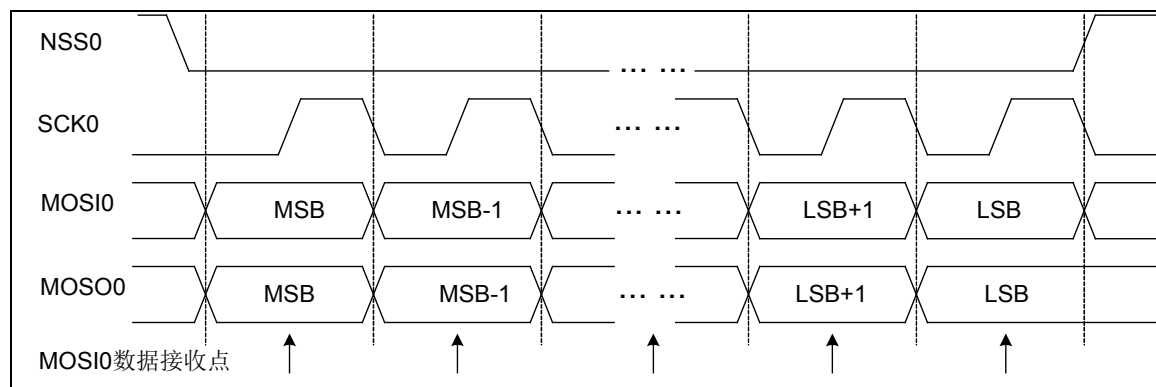 NSS0
... ...
SCK0
... ...
MOSI0 MSB MSB-1 ... ... LSB+1 LSB
MOSO0 MSB MSB-1 ... ... LSB+1 LSB
MOSI0数据接收点